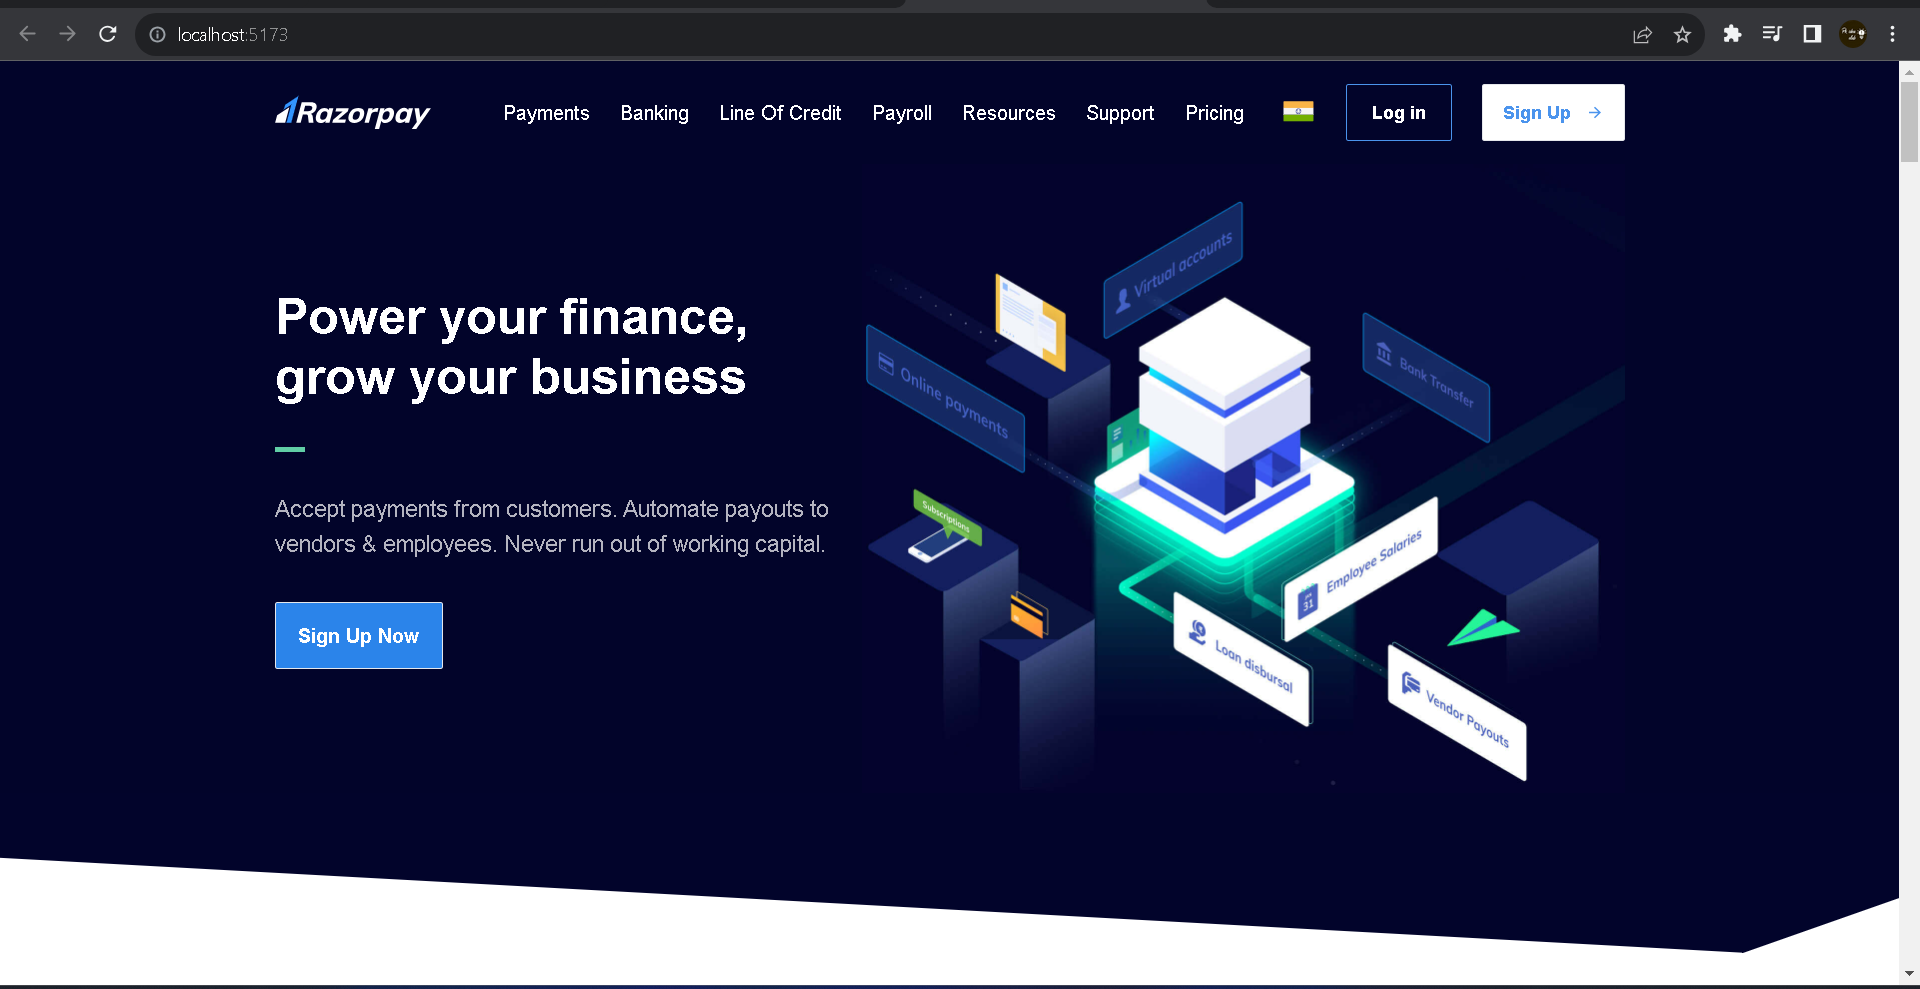 localhost:5173
Razorpay
Payments
Banking
Line Of Credit
Payroll
Resources
Support
Pricing
Log in
Sign Up →
Power your finance,
grow your business
Accept payments from customers. Automate payouts to
vendors & employees. Never run out of working capital.
Sign Up Now
Virtual accounts
Online payments
Bank Transfer
Subscriptions
Employee Salaries
31
Loan disbursal
Vendor Payouts